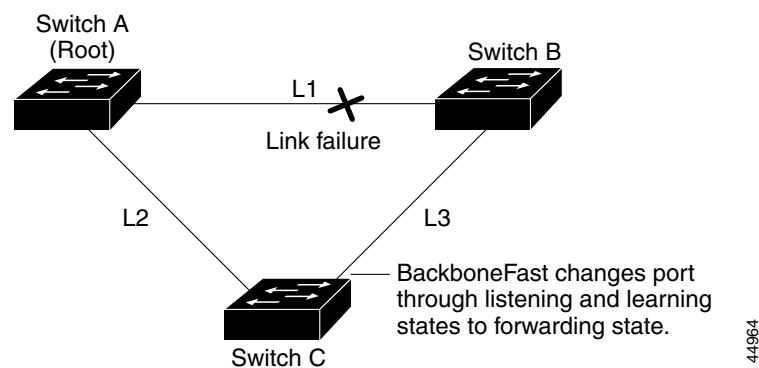 Switch A
(Root)
Switch B
L1
Link failure
L2
L3
BackboneFast changes port
through listening and learning
states to forwarding state.
Switch C
44964